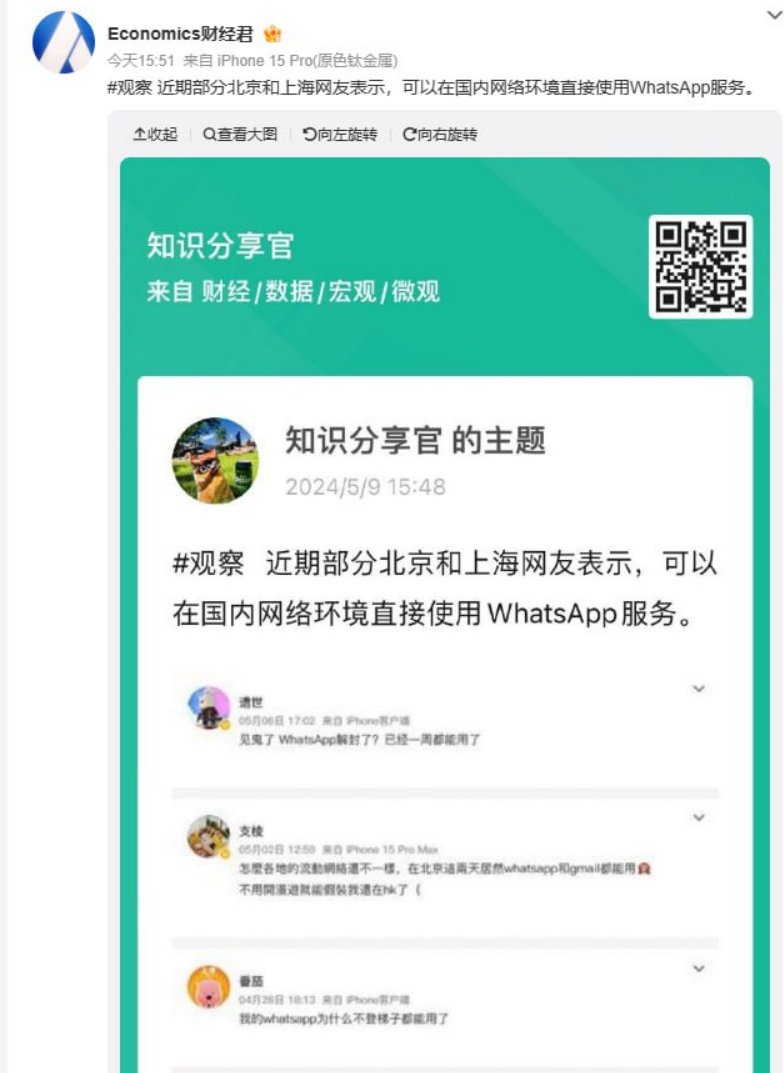 Economics财经君
今天15:51 来自 iPhone 15 Pro(原色钛金属)
#观察 近期部分北京和上海网友表示，可以在国内网络环境直接使用WhatsApp服务。
收起 查看大图 向左旋转 向右旋转
知识分享官
来自 财经/数据/宏观/微观
知识分享官 的主题
2024/5/9 15:48
#观察 近期部分北京和上海网友表示，可以
在国内网络环境直接使用WhatsApp服务。
遗世
05月06日 17:02 来自 iPhone客户端
见鬼了 WhatsApp解封了？已经一周都能用了
支棱
05月02日 12:59 来自 iPhone 15 Pro Max
怎麼各地的流動網絡還不一樣，在北京這兩天居然whatsapp和gmail都能用
不用開漫遊就能假裝我還在hk了（
番茄
04月28日 18:13 来自 iPhone客户端
我的whatsapp为什么不登梯子都能用了